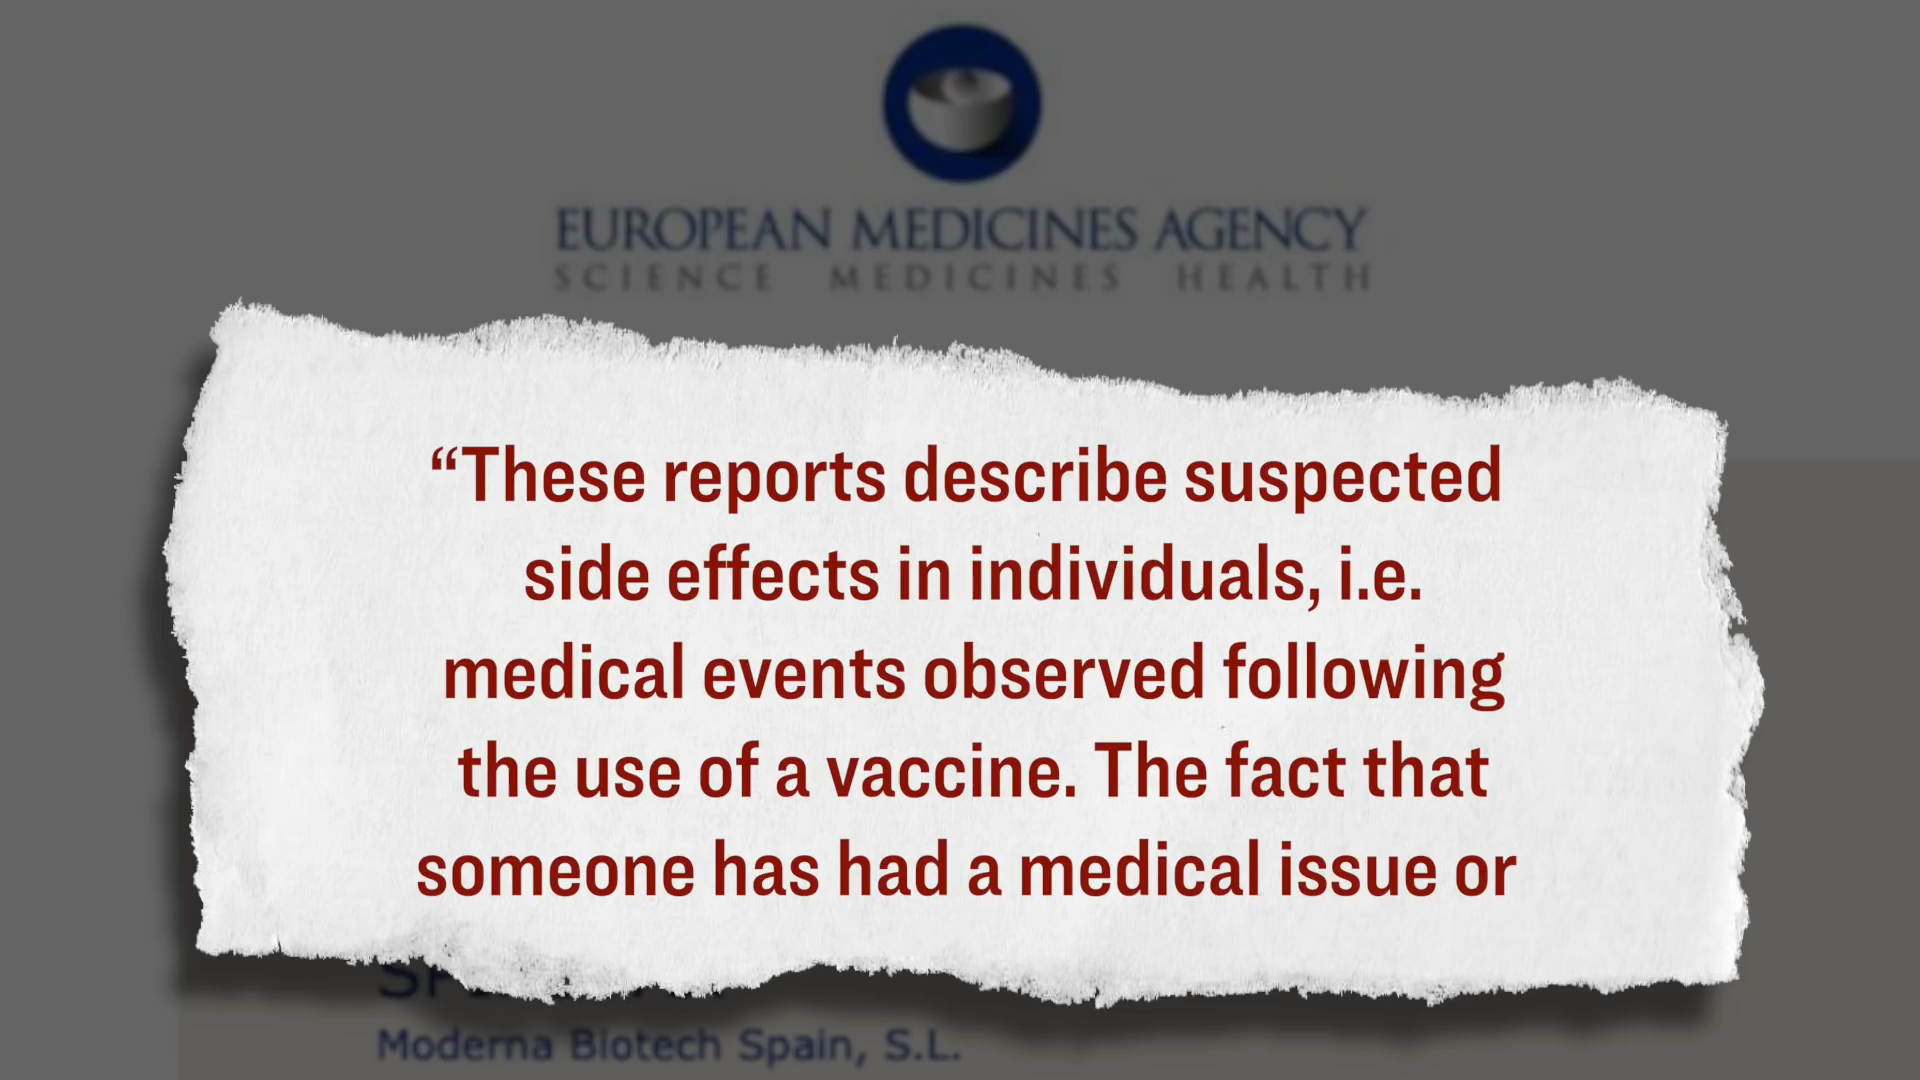 EUROPEAN MEDICINES AGENCY
SCIENCE MEDICINES HEALTH
“These reports describe suspected
side effects in individuals, i.e.
medical events observed following
the use of a vaccine. The fact that
someone has had a medical issue or
Moderna Biotech Spain, S.L.